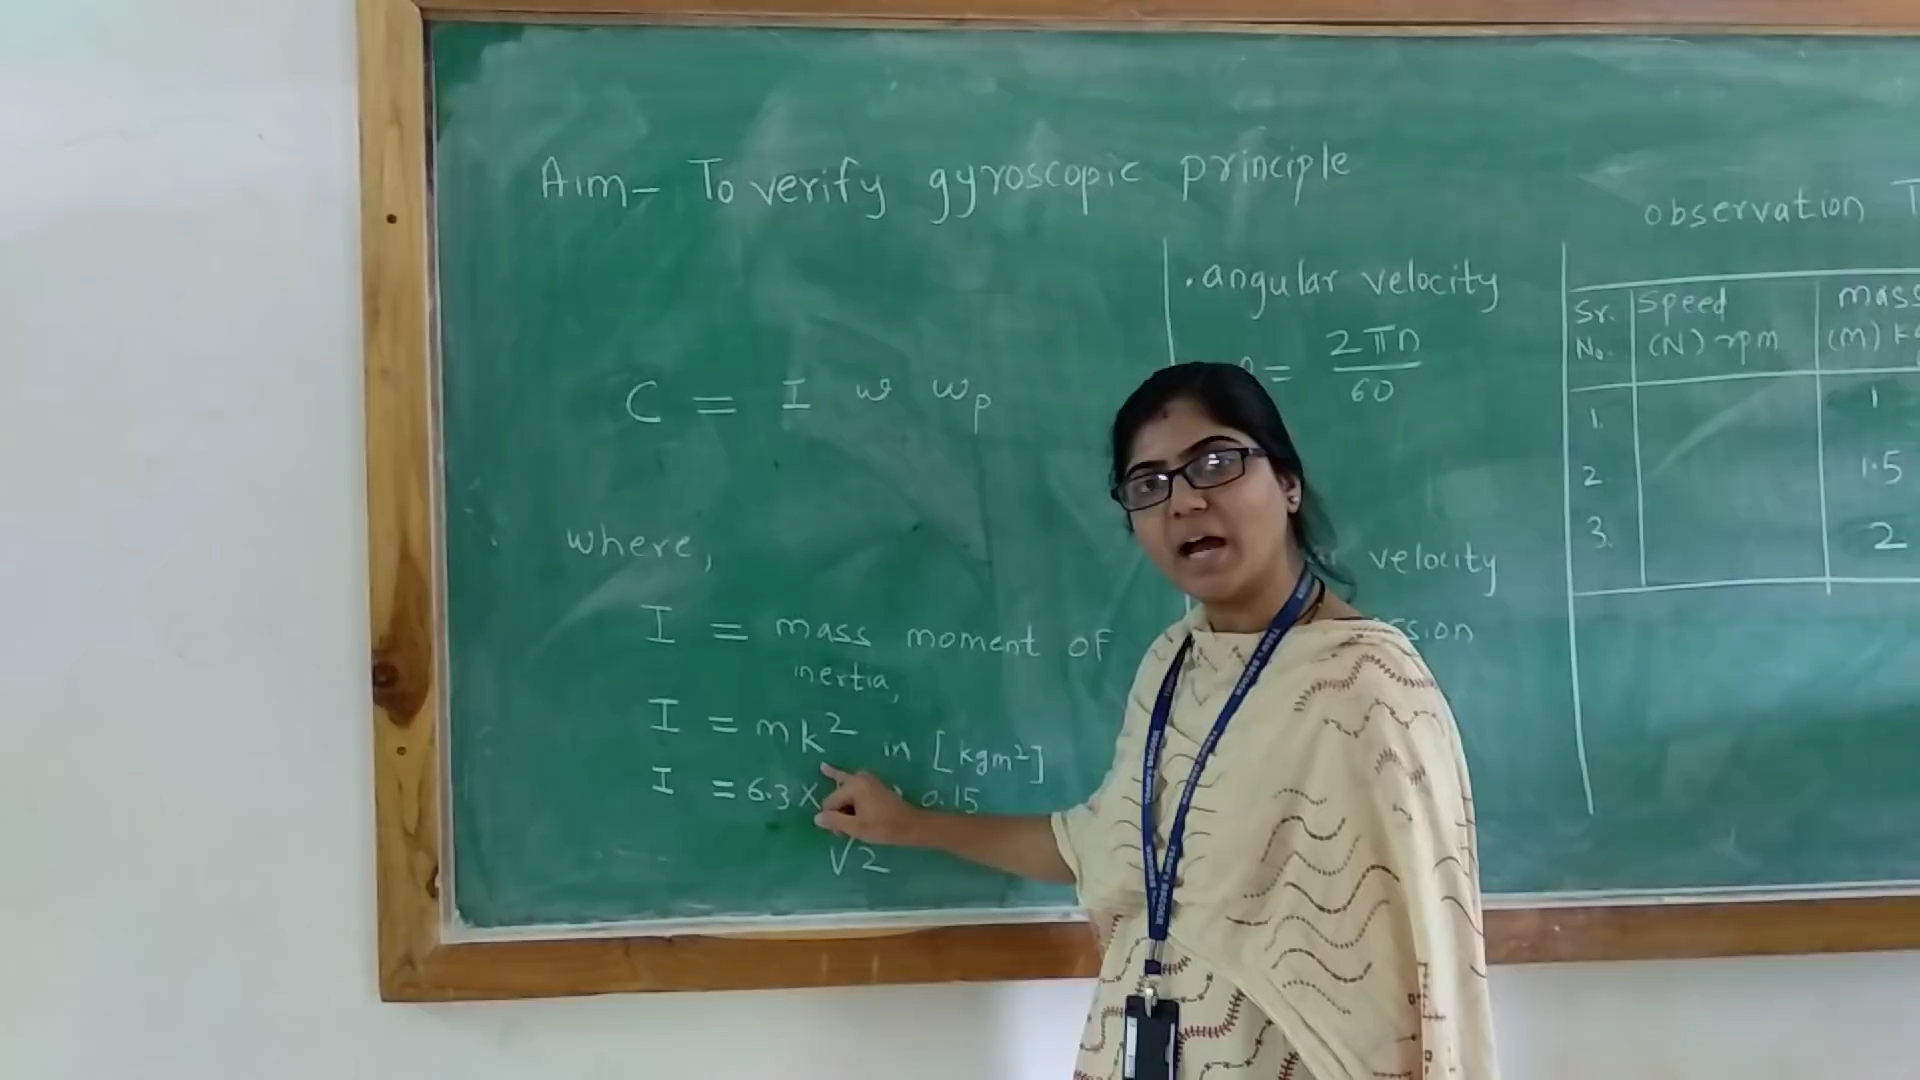 Aim- To verify gyroscopic principle
C = I ω ωp
where,
I = mass moment of
inertia,
I = mk² in [kgm²]
I = 6.3 X
0.15
√2
. angular velocity
= 2πn
60
velocity
observation
Sr.
No.
Speed
(N) rpm
mass
(m)
1. 1
2. 1.5
3. 2